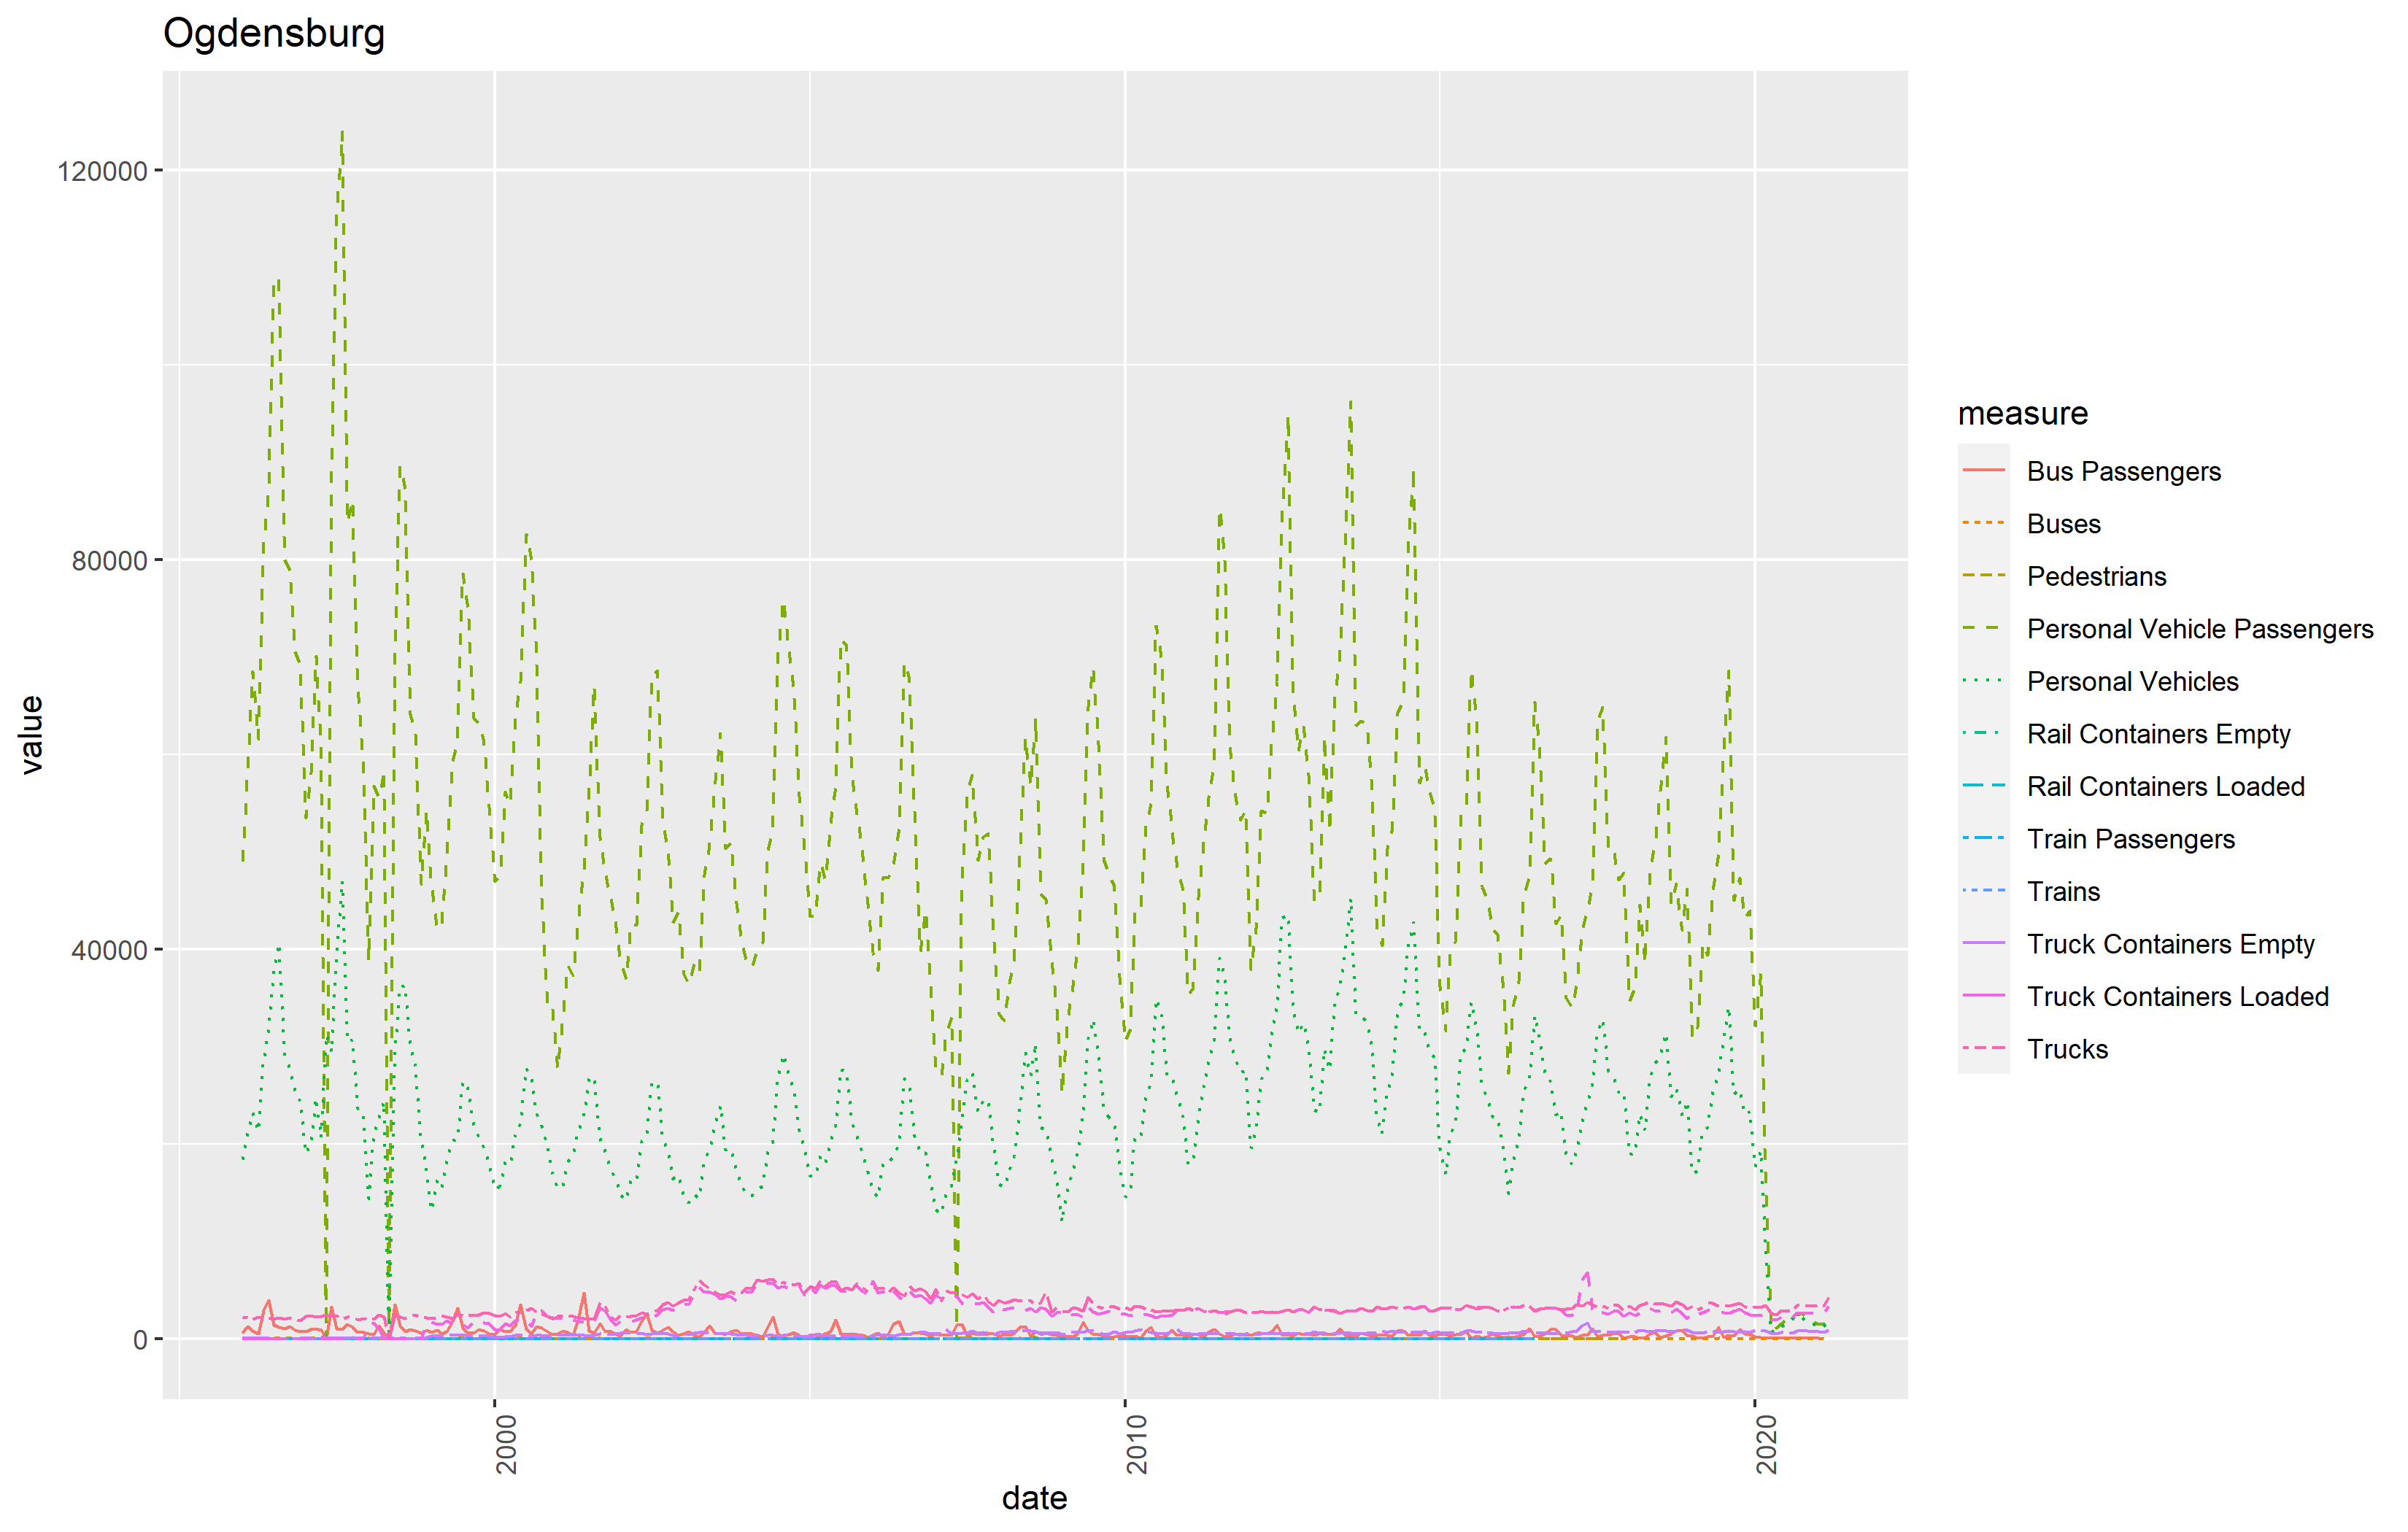 Ogdensburg
120000
80000
40000
0
value
2000
2010
2020
date
measure
Bus Passengers
Buses
Pedestrians
Personal Vehicle Passengers
Personal Vehicles
Rail Containers Empty
Rail Containers Loaded
Train Passengers
Trains
Truck Containers Empty
Truck Containers Loaded
Trucks